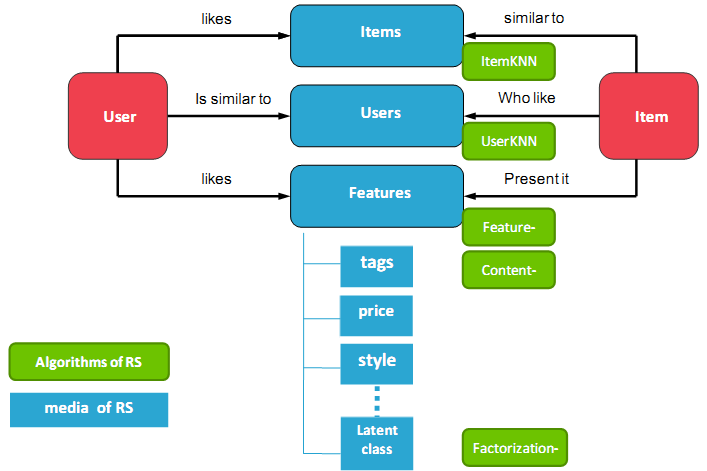 likes
Items
similar to
ItemKNN
User
Is similar to
Users
Who like
Item
UserKNN
likes
Features
Present it
Feature-
tags
Content-
price
Algorithms of RS
style
media of RS
Latent
class
Factorization-